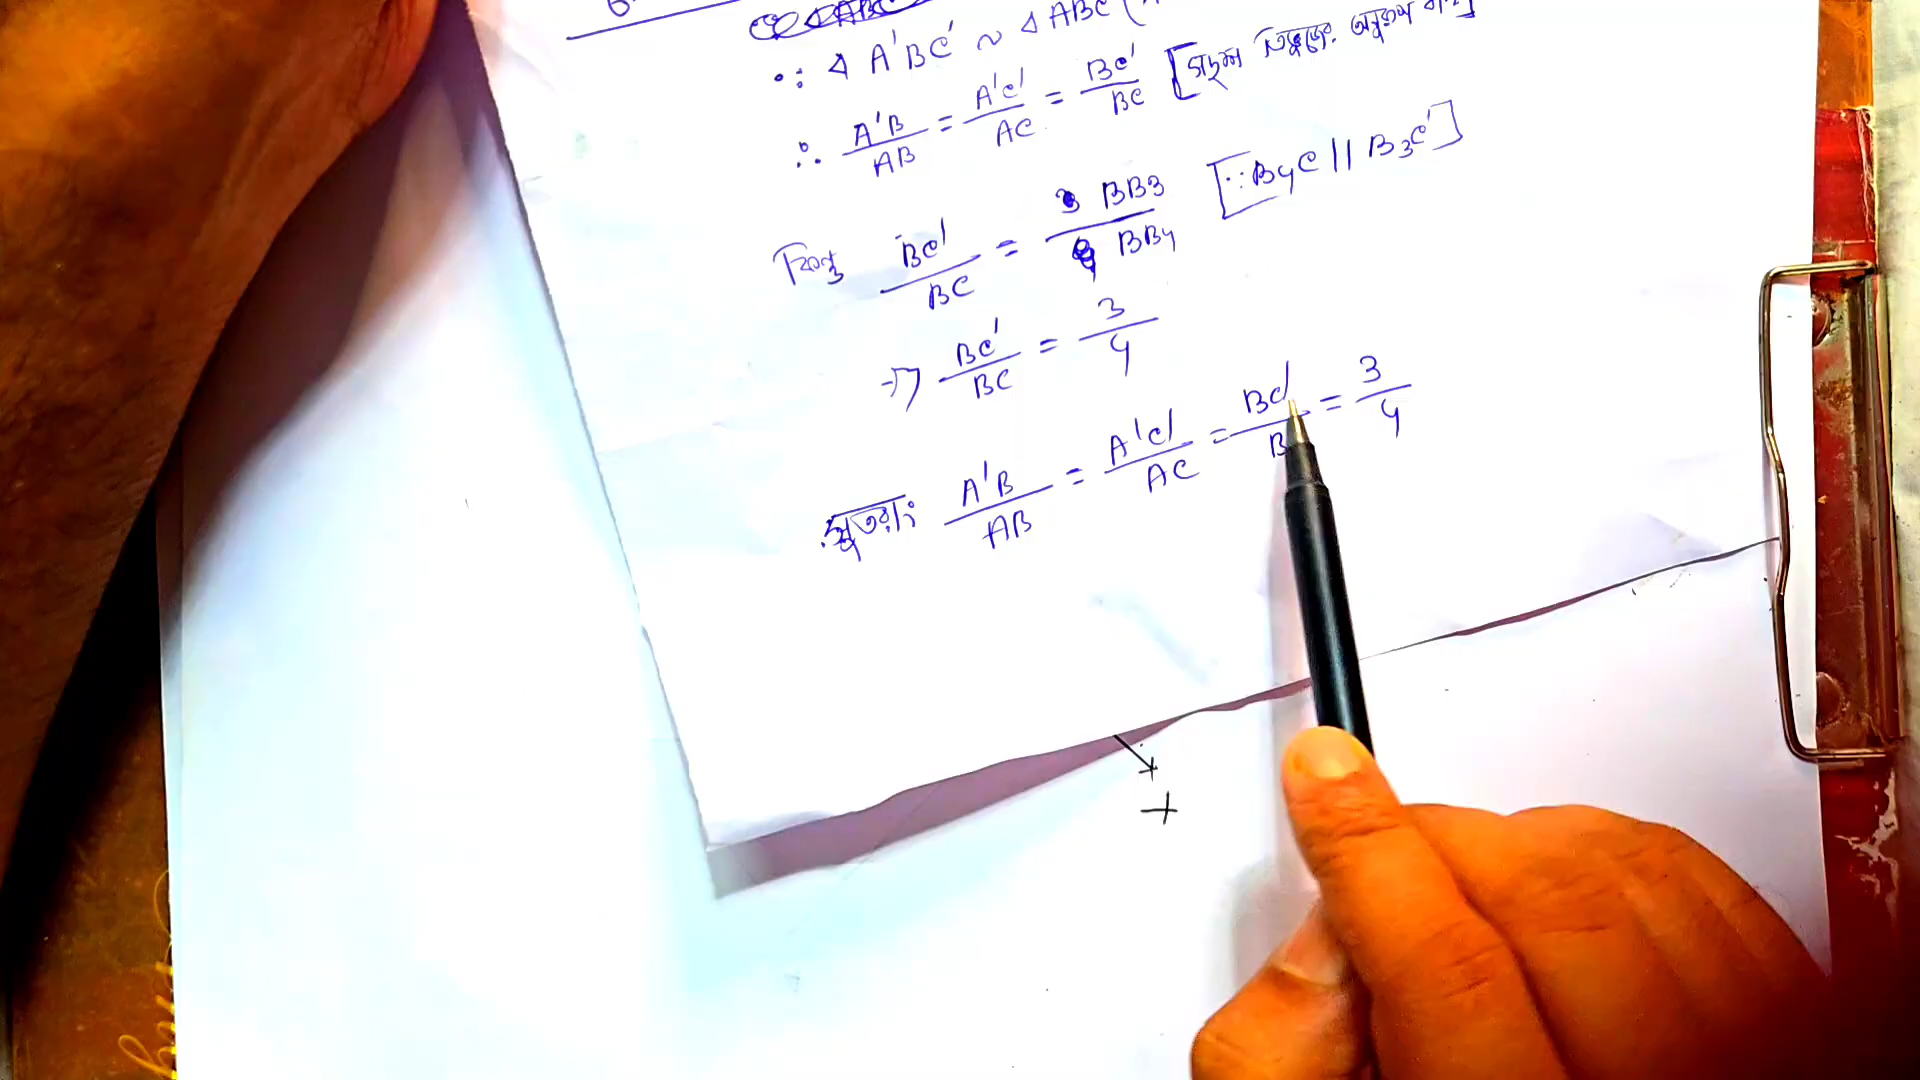 ∵ Δ A'BC' ~ Δ ABC (
∴ A'B/AB = A'C'/AC = BC'/BC [সদৃশ ত্রিভুজের অনুরূপ
কিন্তু BC'/BC = BB3/BB4 [∵ B4C || B3C']
⇒ BC'/BC = 3/4
সুতরাং A'B/AB = A'C'/AC = BC'/B = 3/4